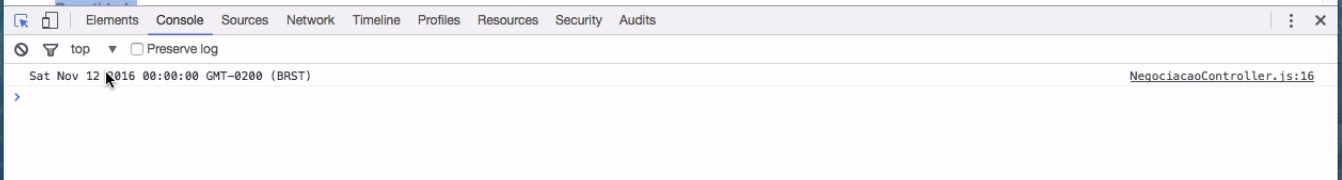 Elements Console Sources Network Timeline Profiles Resources Security Audits
top Preserve log
Sat Nov 12 2016 00:00:00 GMT-0200 (BRST) NegociacaoController.js:16